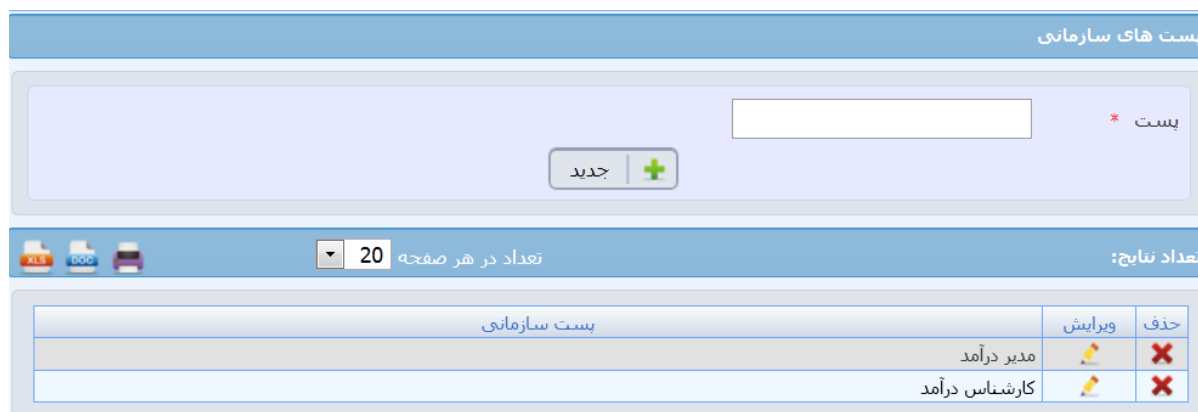 پست های سازمانی
پست *
جدید
تعداد نتایج: تعداد در هر صفحه 20 DOC XLS
حذف ویرایش پست سازمانی
مدیر درآمد
کارشناس درآمد